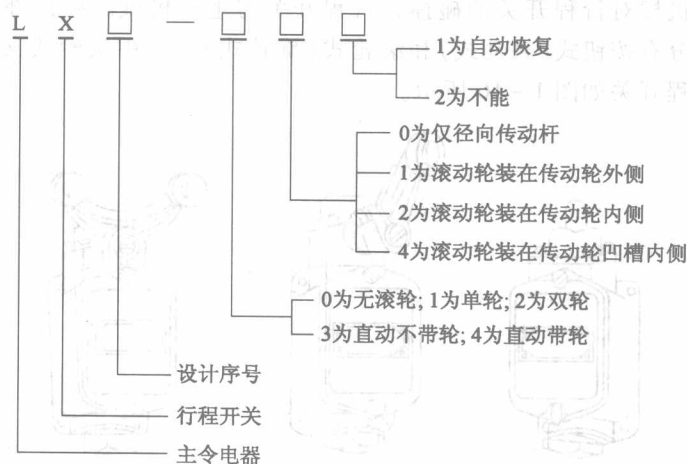 L X □ — □ □ □
1为自动恢复
2为不能
0为仅径向传动杆
1为滚动轮装在传动轮外侧
2为滚动轮装在传动轮内侧
4为滚动轮装在传动轮凹槽内侧
0为无滚轮; 1为单轮; 2为双轮
3为直动不带轮; 4为直动带轮
设计序号
行程开关
主令电器